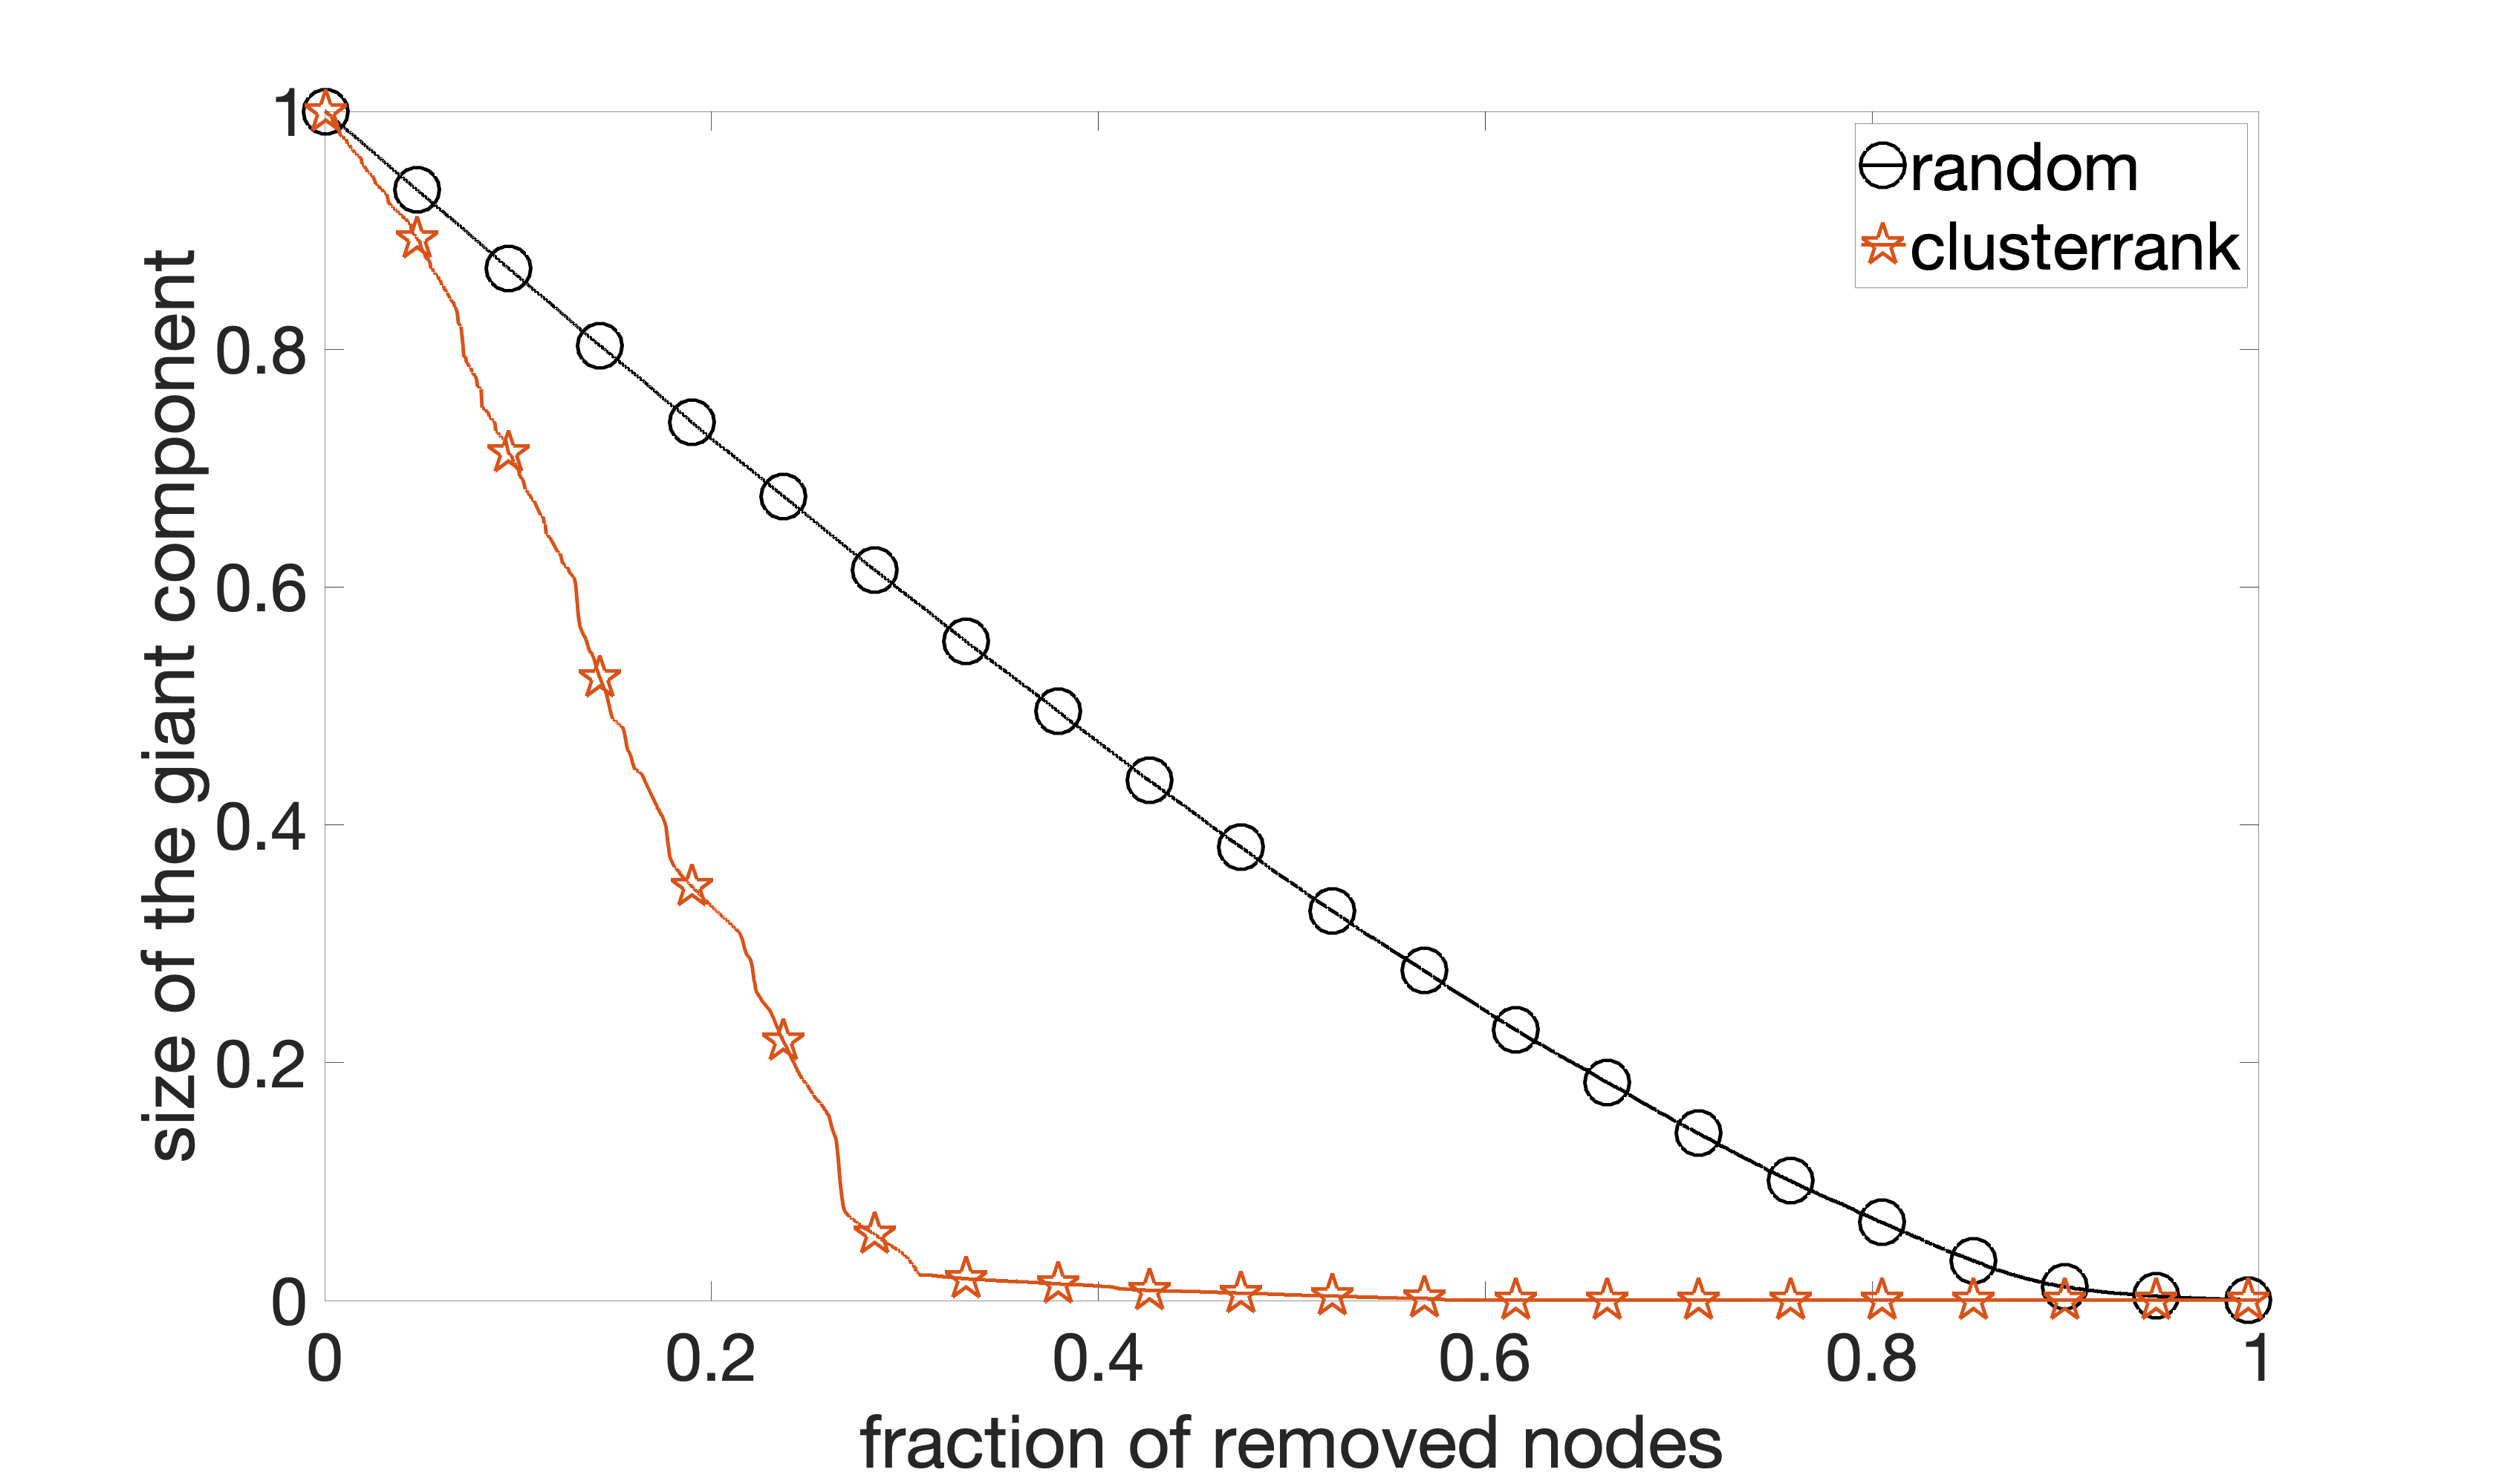 random
clusterrank
size of the giant component
1
0.8
0.6
0.4
0.2
0
0 0.2 0.4 0.6 0.8 1
fraction of removed nodes